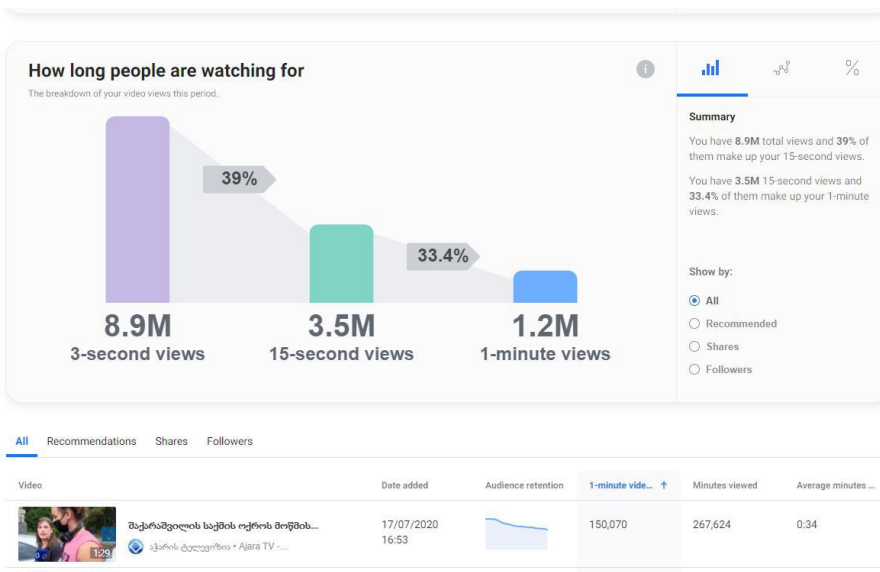 How long people are watching for
The breakdown of your video views this period.
39%
33.4%
8.9M
3-second views
3.5M
15-second views
1.2M
1-minute views
Summary
You have 8.9M total views and 39% of
them make up your 15-second views.
You have 3.5M 15-second views and
33.4% of them make up your 1-minute
views.
Show by:
All
Recommended
Shares
Followers
All Recommendations Shares Followers
Video Date added Audience retention 1-minute vide... ↑ Minutes viewed Average minutes ...
1:29
შაქარაშვილის საქმის ოქროს მოწმის...
აჭარის ტელევიზია • Ajara TV -...
17/07/2020
16:53
150,070
267,624
0:34